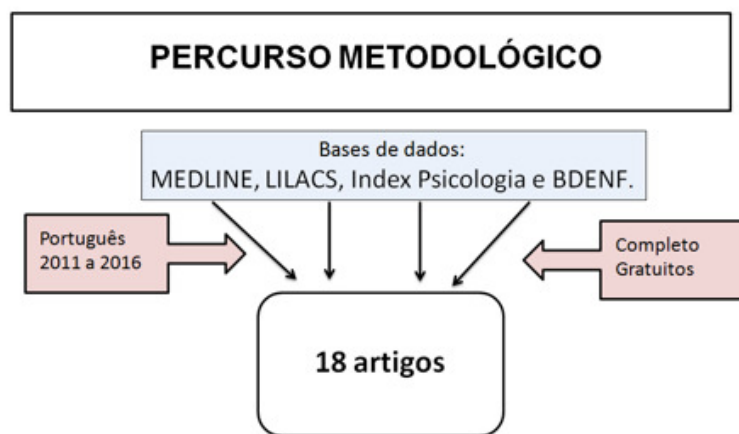 PERCURSO METODOLÓGICO
Bases de dados:
MEDLINE, LILACS, Index Psicologia e BDENF.
Português
2011 a 2016
Completo
Gratuitos
18 artigos